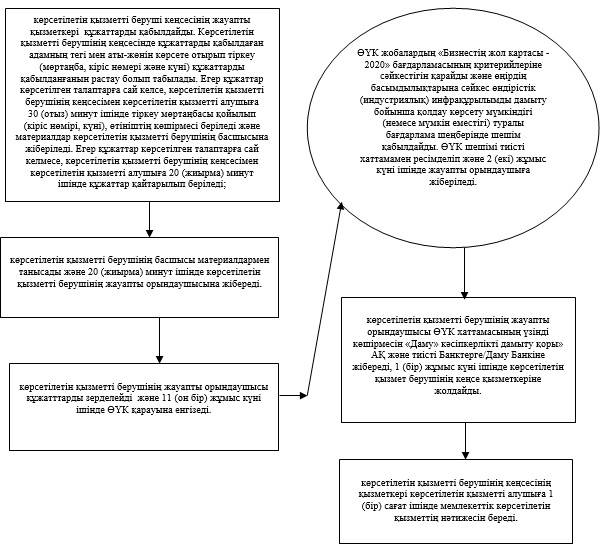 көрсетілетін қызметті беруші кеңсесінің жауапты
қызметкері құжаттарды қабылдайды. Көрсетілетін
қызметті берушінің кеңсесінде құжаттарды қабылдаған
адамның тегі мен аты-жөнін көрсете отырып тіркеу
(мөртаңба, кіріс нөмері және күні) құжаттарды
қабылданғанын растау болып табылады. Егер құжаттар
көрсетілген талаптарға сай келсе, көрсетілетін қызметті
берушінің кеңсесімен көрсетілетін қызметті алушыға
30 (отыз) минут ішінде тіркеу мөртаңбасы қойылып
(кіріс нөмірі, күні), өтініштің көшірмесі беріледі және
материалдар көрсетілетін қызметті берушінің басшысына
жіберіледі. Егер құжаттар көрсетілген талаптарға сай
келмесе, көрсетілетін қызметті берушінің кеңсесімен
көрсетілетін қызметті алушыға 20 (жиырма) минут
ішінде құжаттар қайтарылып беріледі;
көрсетілетін қызметті берушінің басшысы материалдармен
танысады және 20 (жиырма) минут ішінде көрсетілетін
қызметті берушінің жауапты орындаушысына жібереді.
көрсетілетін қызметті берушінің жауапты орындаушысы
құжатттарды зерделейді және 11 (он бір) жұмыс күні
ішінде ӨҮК қарауына енгізеді.
ӨҮК жобалардың «Бизнестің жол картасы -
2020» бағдарламасының критерийлеріне
сәйкестігін қарайды және өңірдің
басымдылықтарына сәйкес өндірістік
(индустриялық) инфрақұрылымды дамыту
бойынша қолдау көрсету мүмкіндігі
(немесе мүмкін еместігі) туралы
бағдарлама шеңберінде шешім
қабылдайды. ӨҮК шешімі тиісті
хаттамамен ресімделіп және 2 (екі) жұмыс
күні ішінде жауапты орындаушыға
жіберіледі.
көрсетілетін қызметті берушінің жауапты
орындаушысы ӨҮК хаттамасының үзінді
көшірмесін «Даму» кәсіпкерлікті дамыту қоры»
АҚ және тиісті Банктерге/Даму Банкіне
жібереді, 1 (бір) жұмыс күні ішінде көрсетілетін
қызмет берушінің кеңсе қызметкеріне
жолдайды.
көрсетілетін қызметті берушінің кеңсесінің
қызметкері көрсетілетін қызметті алушыға 1
(бір) сағат ішінде мемлекеттік көрсетілетін
қызметтің нәтижесін береді.